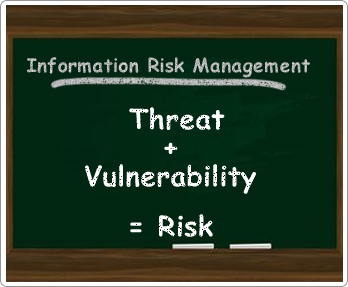 Information Risk Management
Threat
+
Vulnerability
= Risk